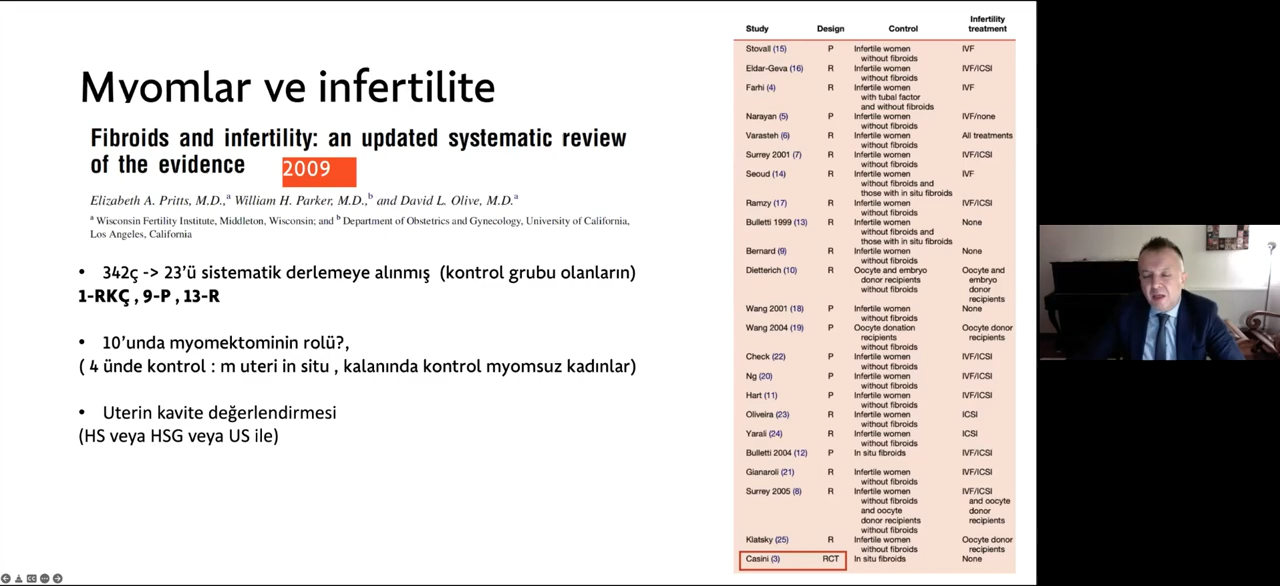 Myomlar ve infertilite
Fibroids and infertility: an updated systematic review
of the evidence
2009
Elizabeth A. Pritts, M.D.,a William H. Parker, M.D.,b and David L. Olive, M.D.a
a Wisconsin Fertility Institute, Middleton, Wisconsin; and b Department of Obstetrics and Gynecology, University of California,
Los Angeles, California
• 342ç -> 23'ü sistematik derlemeye alınmış (kontrol grubu olanların)
1-RKÇ , 9-P , 13-R
• 10'unda myomektominin rolü?,
( 4 ünde kontrol : m uteri in situ , kalanında kontrol myomsuz kadınlar)
• Uterin kavite değerlendirmesi
(HS veya HSG veya US ile)
Infertility
Study Design Control treatment
Stovall (15) P Infertile women IVF
without fibroids
Eldar-Geva (16) R Infertile women IVF/ICSI
without fibroids
Farhi (4) R Infertile women IVF
with tubal factor
and without fibroids
Narayan (5) P Infertile women IVF/none
without fibroids
Varasteh (6) R Infertile women All treatments
without fibroids
Surrey 2001 (7) R Infertile women IVF/ICSI
without fibroids
Seoud (14) R Infertile women IVF
without fibroids and
those with in situ fibroids
Ramzy (17) R Infertile women IVF/ICSI
without fibroids
Bulletti 1999 (13) R Infertile women None
without fibroids and
those with in situ fibroids
Bernard (9) R Infertile women None
without fibroids
Dietterich (10) R Oocyte and embryo Oocyte and
donor recipients embryo
without fibroids donor
recipients
Wang 2001 (18) P Infertile women None
without fibroids
Wang 2004 (19) P Oocyte donation Oocyte donor
recipients recipients
without fibroids
Check (22) P Infertile women IVF/ICSI
without fibroids
Ng (20) P Infertile women IVF/ICSI
without fibroids
Hart (11) P Infertile women IVF/ICSI
without fibroids
Oliveira (23) R Infertile women ICSI
without fibroids
Yarali (24) R Infertile women ICSI
without fibroids
Bulletti 2004 (12) P In situ fibroids IVF/ICSI
Gianaroli (21) R Infertile women IVF/ICSI
without fibroids
Surrey 2005 (8) R Infertile women IVF/ICSI
without fibroids and oocyte
and oocyte donor
donor recipients recipients
without fibroids
Klatsky (25) R Infertile women Oocyte donor
without fibroids recipients
Casini (3) RCT In situ fibroids None